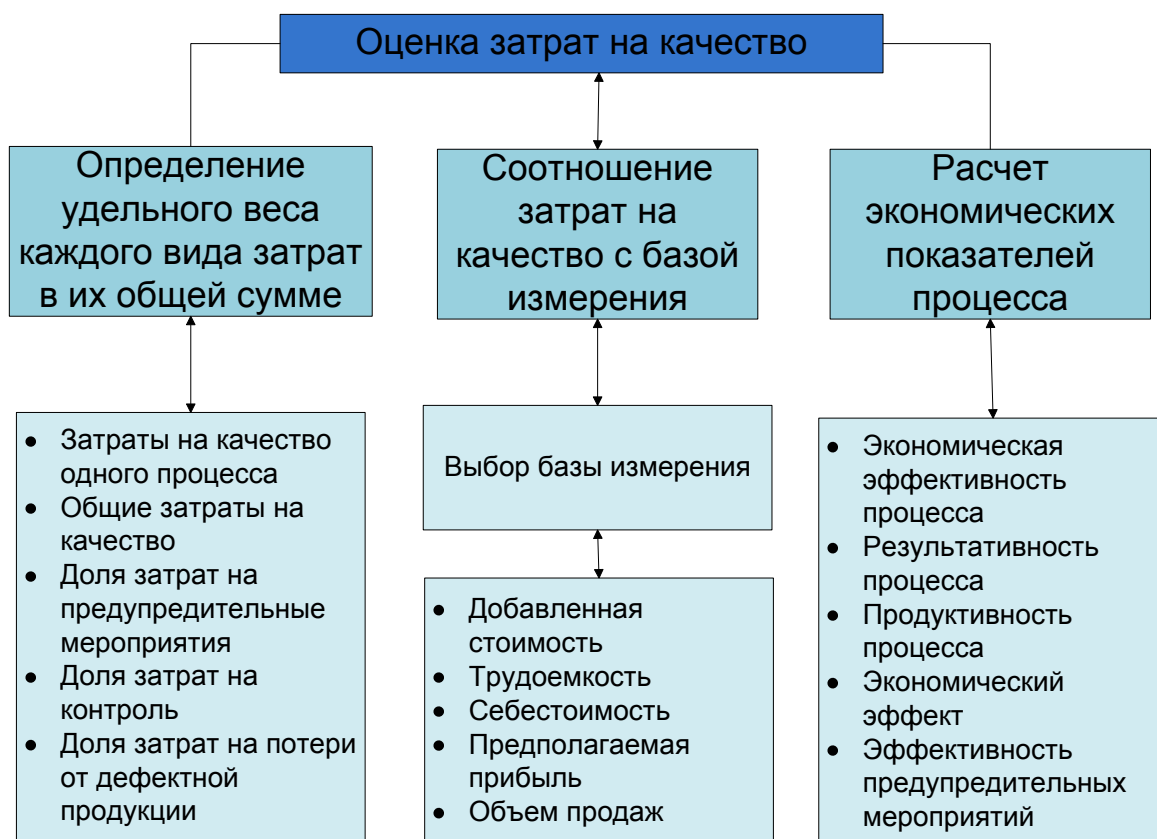 Оценка затрат на качество
Определение
удельного веса
каждого вида затрат
в их общей сумме
Соотношение
затрат на
качество с базой
измерения
Расчет
экономических
показателей
процесса
• Затраты на качество
одного процесса
• Общие затраты на
качество
• Доля затрат на
предупредительные
мероприятия
• Доля затрат на
контроль
• Доля затрат на потери
от дефектной
продукции
Выбор базы измерения
• Добавленная
стоимость
• Трудоемкость
• Себестоимость
• Предполагаемая
прибыль
• Объем продаж
• Экономическая
эффективность
процесса
• Результативность
процесса
• Продуктивность
процесса
• Экономический
эффект
• Эффективность
предупредительных
мероприятий